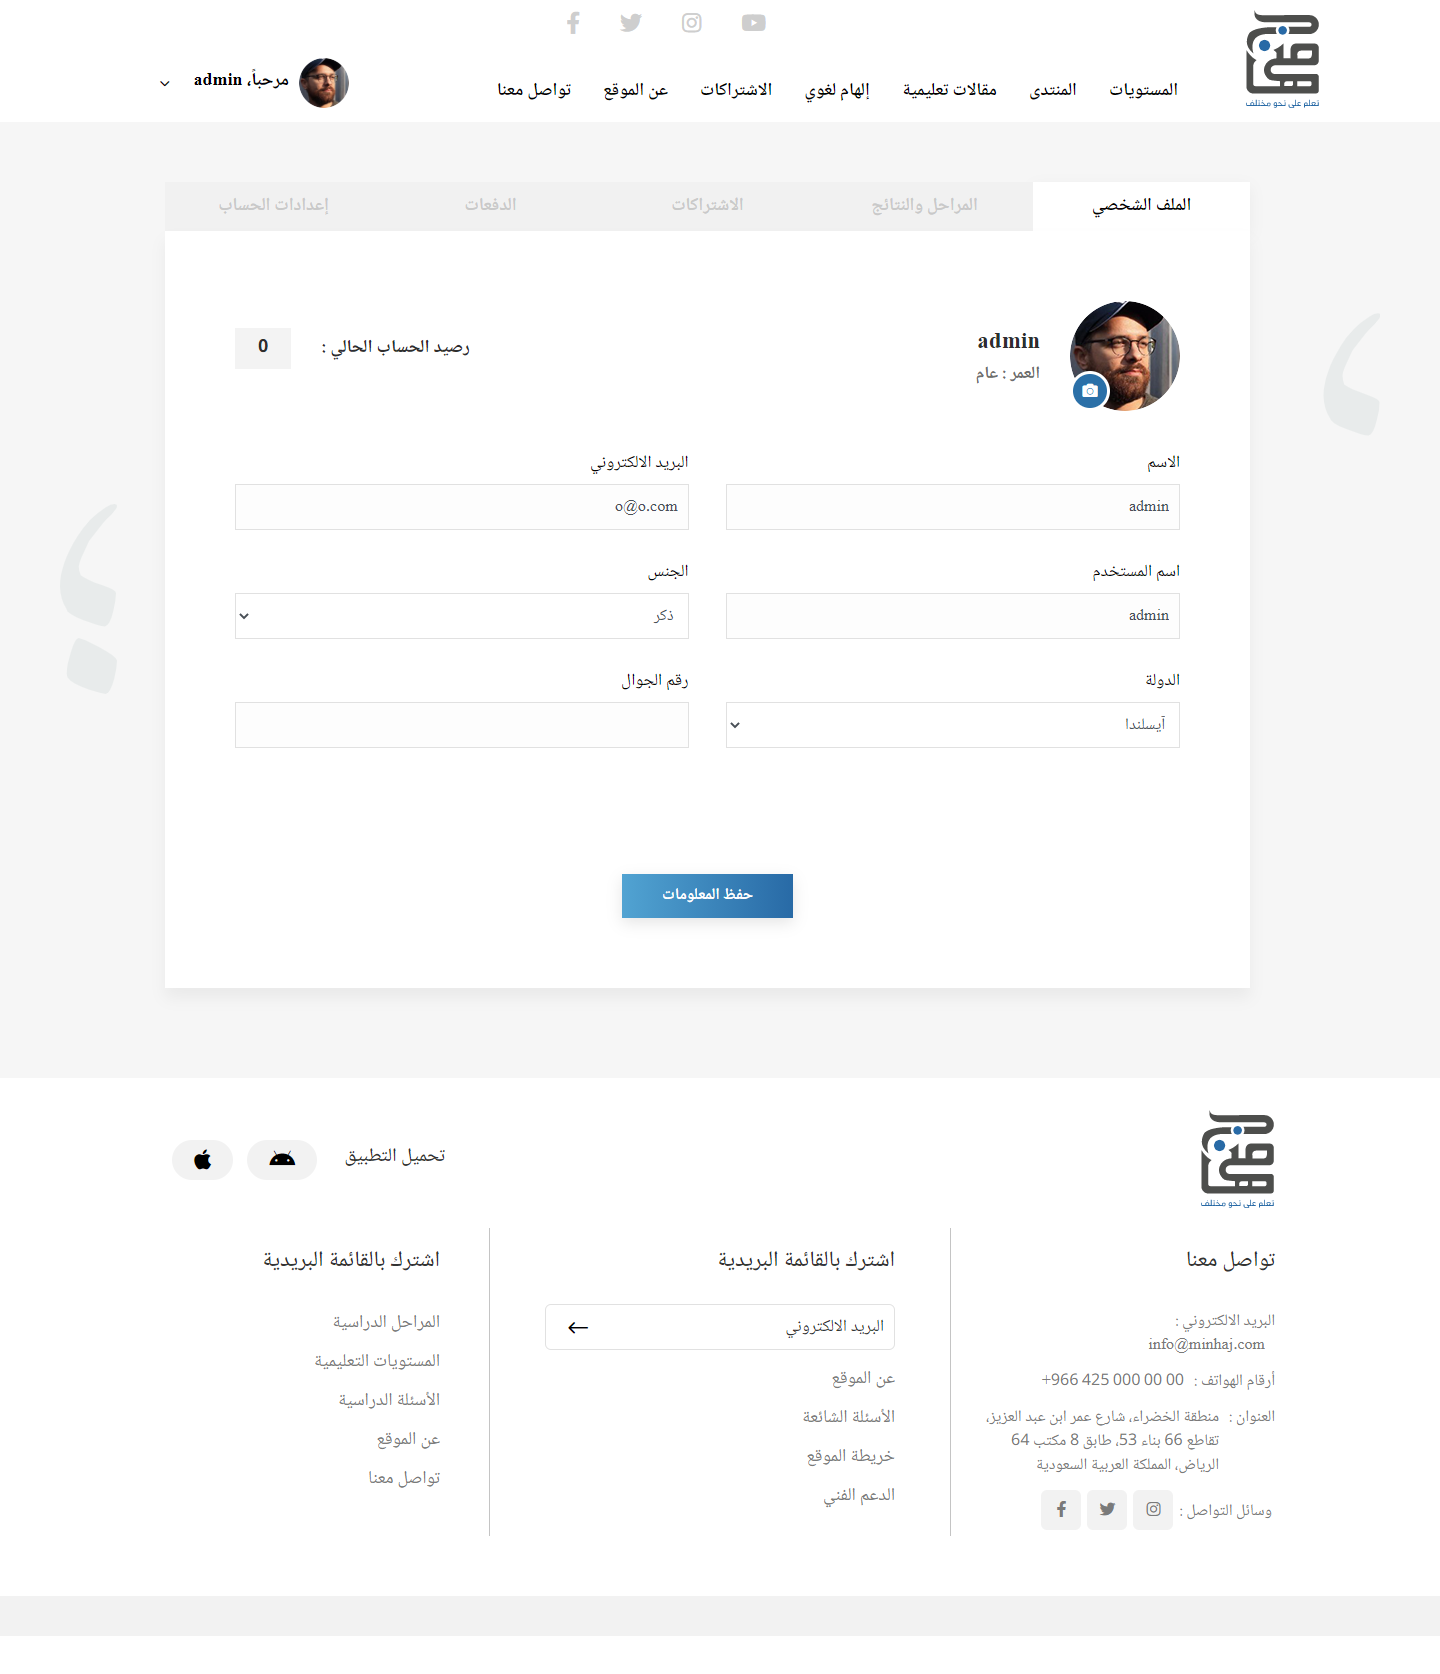 منهاج
تعلم على نحو مختلف
المستويات
المنتدى
مقالات تعليمية
إلهام لغوي
الاشتراكات
عن الموقع
تواصل معنا
مرحباً، admin
الملف الشخصي
المراحل والنتائج
الاشتراكات
الدفعات
إعدادات الحساب
admin
العمر : عام
رصيد الحساب الحالي :
0
الاسم
البريد الالكتروني
admin
o@o.com
اسم المستخدم
الجنس
admin
ذكر
الدولة
رقم الجوال
آيسلندا
حفظ المعلومات
منهاج
تعلم على نحو مختلف
تحميل التطبيق
تواصل معنا
البريد الالكتروني :
info@minhaj.com
أرقام الهواتف : 00 00 000 425 966+
العنوان : منطقة الخضراء، شارع عمر ابن عبد العزيز،
تقاطع 66 بناء 53، طابق 8 مكتب 64
الرياض، المملكة العربية السعودية
وسائل التواصل :
اشترك بالقائمة البريدية
البريد الالكتروني
عن الموقع
الأسئلة الشائعة
خريطة الموقع
الدعم الفني
اشترك بالقائمة البريدية
المراحل الدراسية
المستويات التعليمية
الأسئلة الدراسية
عن الموقع
تواصل معنا